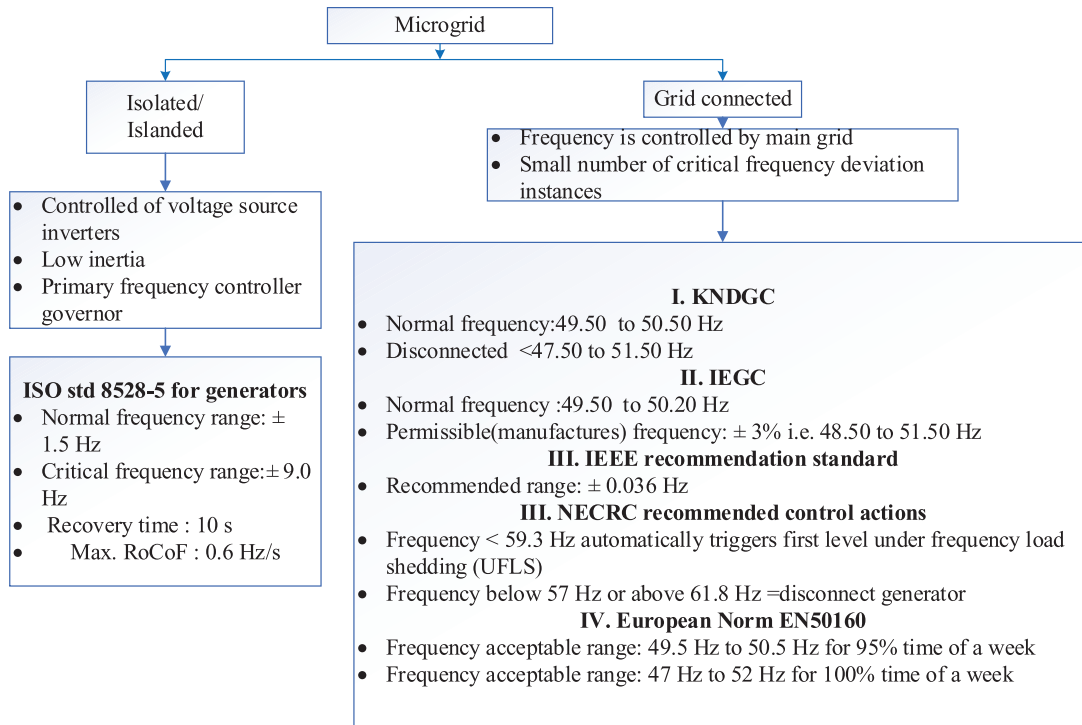 Microgrid
Isolated/
Islanded
Grid connected
• Frequency is controlled by main grid
• Small number of critical frequency deviation
instances
• Controlled of voltage source
inverters
• Low inertia
• Primary frequency controller
governor
ISO std 8528-5 for generators
• Normal frequency range: ±
1.5 Hz
• Critical frequency range:± 9.0
Hz
• Recovery time : 10 s
• Max. RoCoF : 0.6 Hz/s
I. KNDGC
• Normal frequency:49.50 to 50.50 Hz
• Disconnected <47.50 to 51.50 Hz
II. IEGC
• Normal frequency :49.50 to 50.20 Hz
• Permissible(manufactures) frequency: ± 3% i.e. 48.50 to 51.50 Hz
III. IEEE recommendation standard
• Recommended range: ± 0.036 Hz
III. NECRC recommended control actions
• Frequency < 59.3 Hz automatically triggers first level under frequency load
shedding (UFLS)
• Frequency below 57 Hz or above 61.8 Hz =disconnect generator
IV. European Norm EN50160
• Frequency acceptable range: 49.5 Hz to 50.5 Hz for 95% time of a week
• Frequency acceptable range: 47 Hz to 52 Hz for 100% time of a week